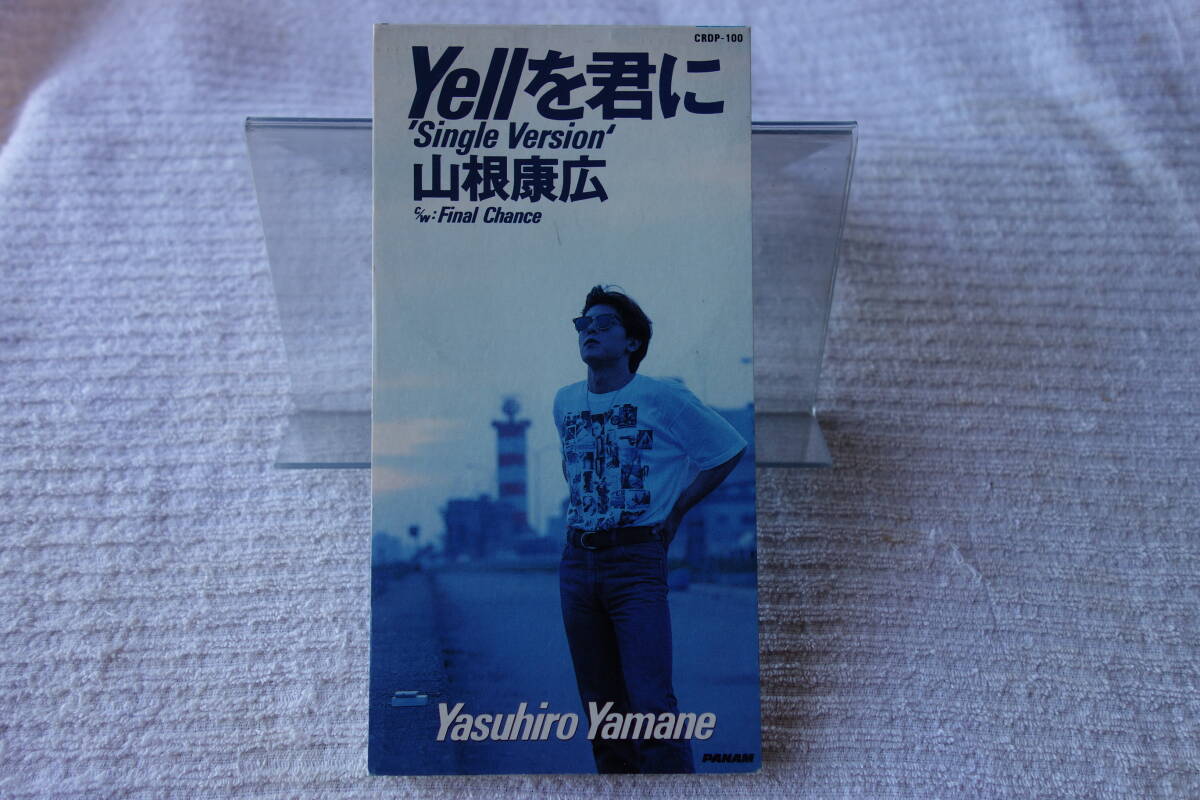 CRDP-100
Yellを君に
'Single Version'
山根康広
c/w: Final Chance
Yasuhiro Yamane
PANAM